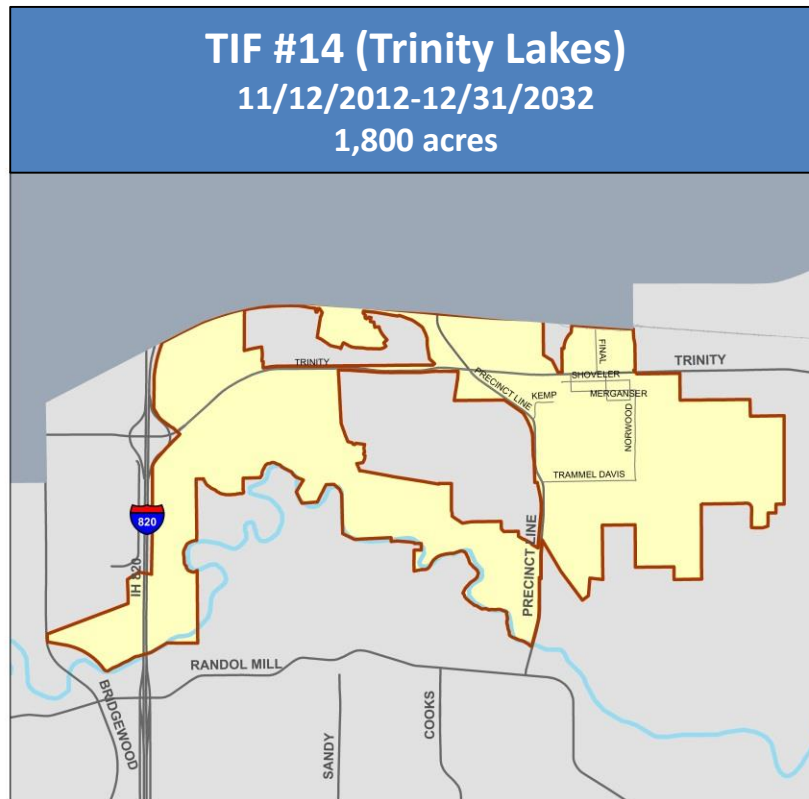 TIF #14 (Trinity Lakes)
11/12/2012-12/31/2032
1,800 acres
TRINITY
FINAL
TRINITY
SHOVELER
PRECINCT LINE
KEMP
MERGANSER
NORWOOD
TRAMMEL DAVIS
820
IH 820
PRECINCT LINE
RANDOL MILL
BRIDGEWOOD
SANDY
COOKS